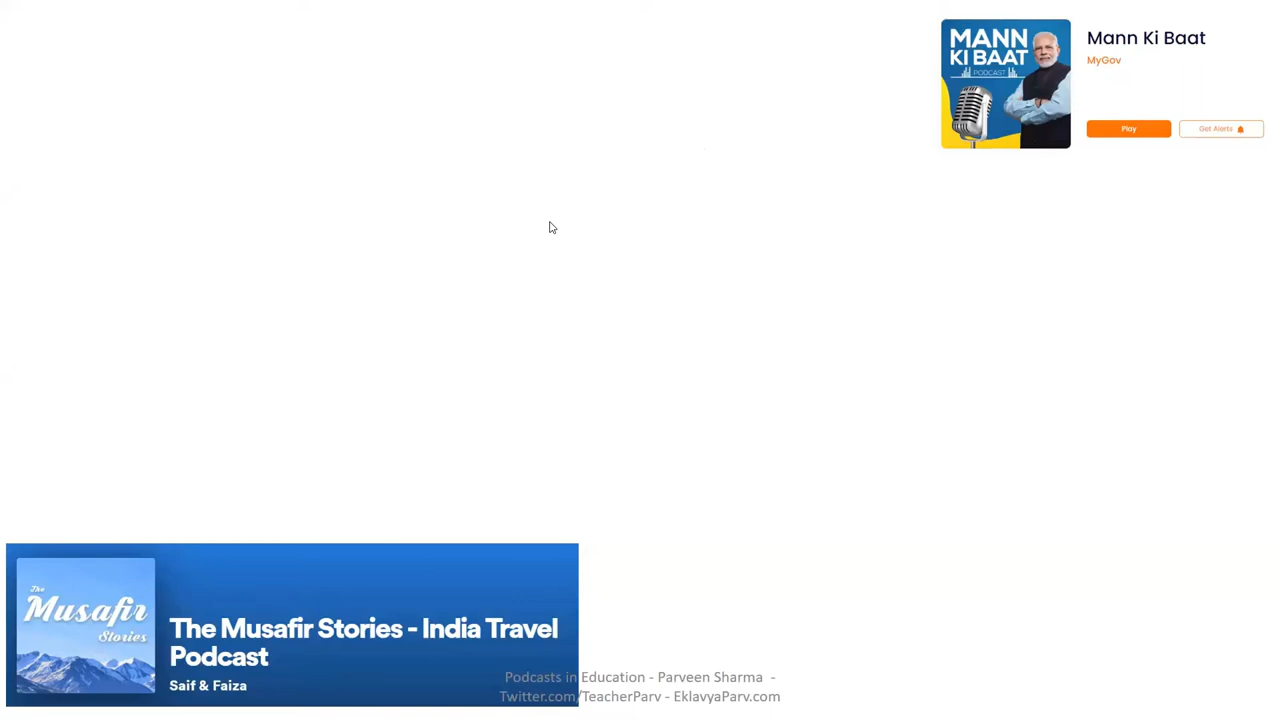 MANN
KI BAAT
PODCAST
Mann Ki Baat
MyGov
Play
Get Alerts
The
Musafir
Stories
The Musafir Stories - India Travel
Podcast
Saif & Faiza
Podcasts in Education - Parveen Sharma -
Twitter.com/TeacherParv - EklavyaParv.com